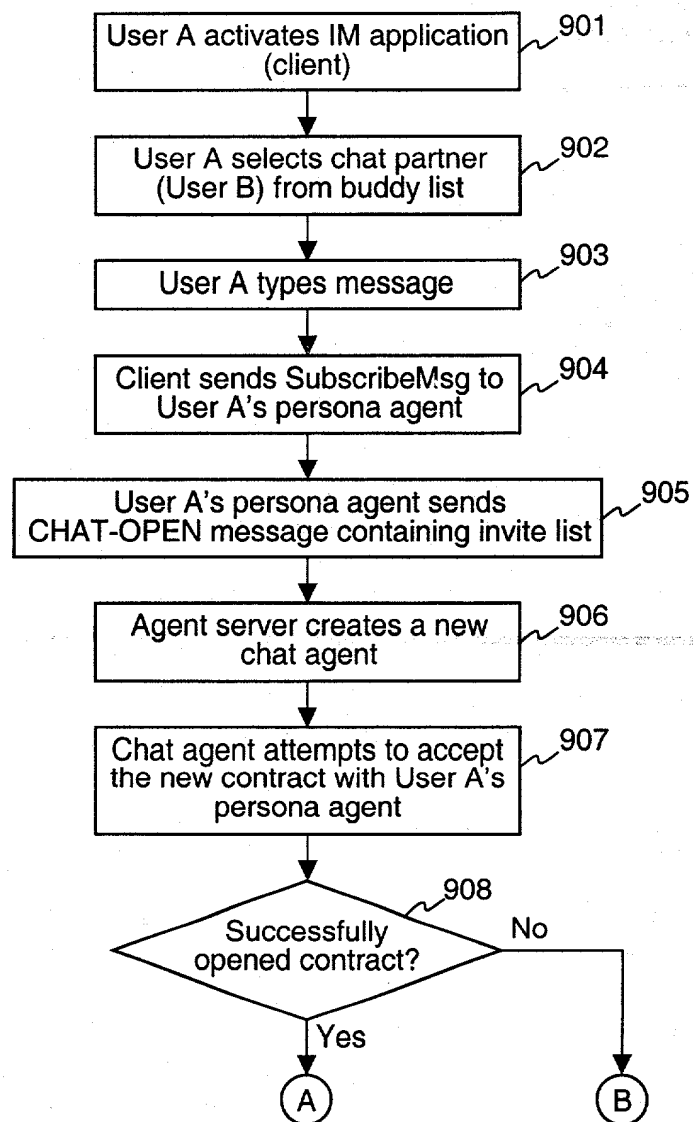 User A activates IM application
(client)
901
User A selects chat partner
(User B) from buddy list
902
User A types message
903
Client sends SubscribeMsg to
User A's persona agent
904
User A's persona agent sends
CHAT-OPEN message containing invite list
905
Agent server creates a new
chat agent
906
Chat agent attempts to accept
the new contract with User A's
persona agent
907
908
Successfully
opened contract?
No
Yes
A
B